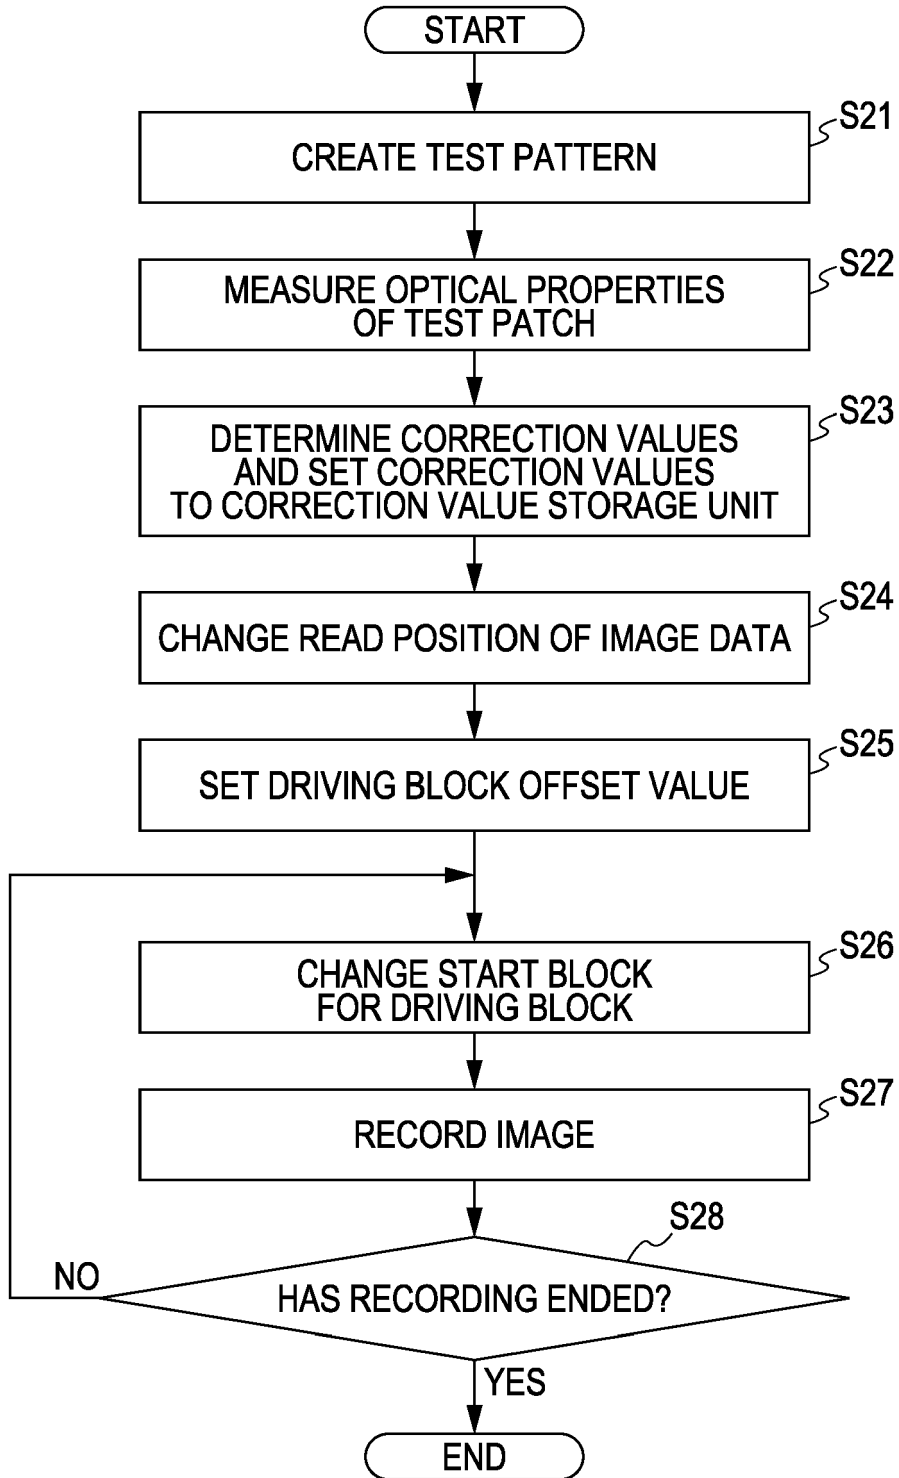 START
S21
CREATE TEST PATTERN
S22
MEASURE OPTICAL PROPERTIES
OF TEST PATCH
S23
DETERMINE CORRECTION VALUES
AND SET CORRECTION VALUES
TO CORRECTION VALUE STORAGE UNIT
S24
CHANGE READ POSITION OF IMAGE DATA
S25
SET DRIVING BLOCK OFFSET VALUE
S26
CHANGE START BLOCK
FOR DRIVING BLOCK
S27
RECORD IMAGE
S28
NO
HAS RECORDING ENDED?
YES
END